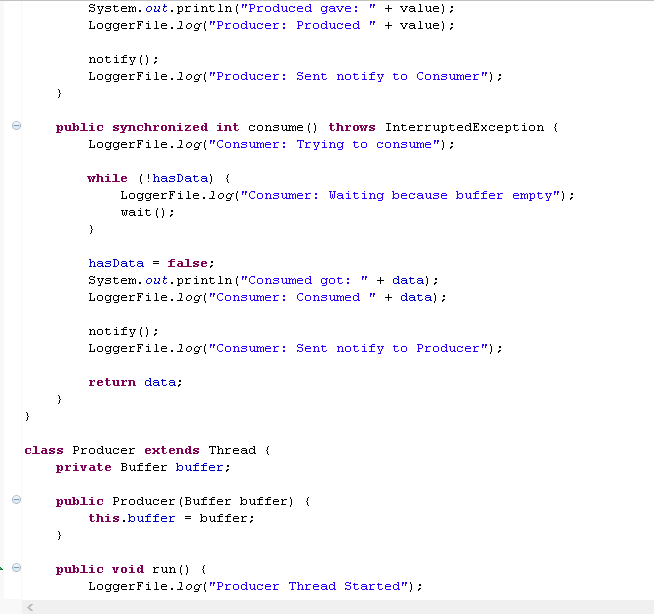 System.out.println("Produced gave: " + value);
LoggerFile.log("Producer: Produced " + value);
notify();
LoggerFile.log("Producer: Sent notify to Consumer");
}
public synchronized int consume() throws InterruptedException {
LoggerFile.log("Consumer: Trying to consume");
while (!hasData) {
LoggerFile.log("Consumer: Waiting because buffer empty");
wait();
}
hasData = false;
System.out.println("Consumed got: " + data);
LoggerFile.log("Consumer: Consumed " + data);
notify();
LoggerFile.log("Consumer: Sent notify to Producer");
return data;
}
}
class Producer extends Thread {
private Buffer buffer;
public Producer(Buffer buffer) {
this.buffer = buffer;
}
public void run() {
LoggerFile.log("Producer Thread Started");